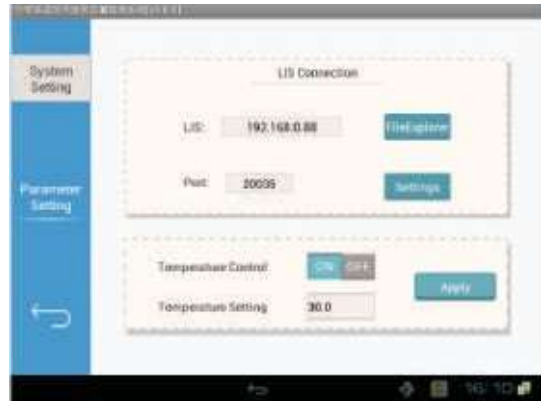 System
Setting
LIS Connection
LIS:
192.168.0.88
FileExplorer
Port:
20035
Settings
Parameter
Setting
Temperature Control
ON
OFF
Temperature Setting
30.0
Apply
16:10